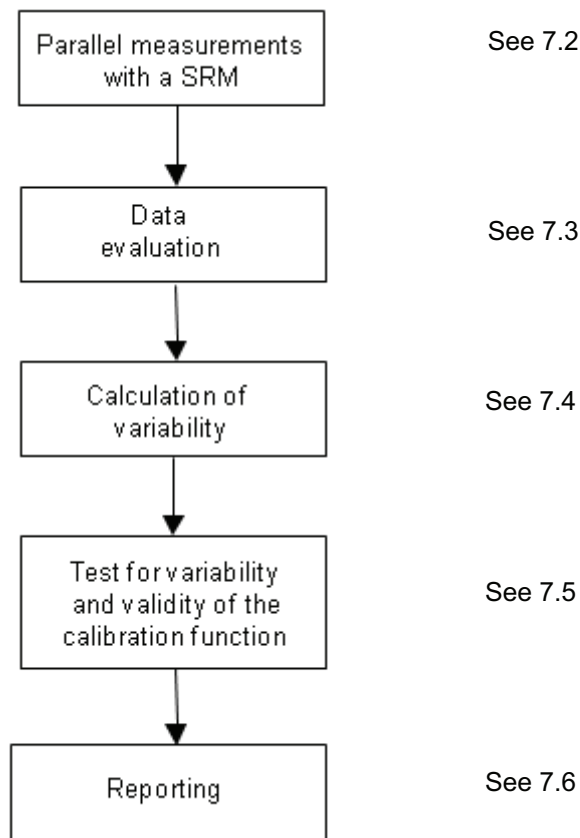 Parallel measurements
with a SRM
See 7.2
Data
evaluation
See 7.3
Calculation of
variability
See 7.4
Test for variability
and validity of the
calibration function
See 7.5
Reporting
See 7.6